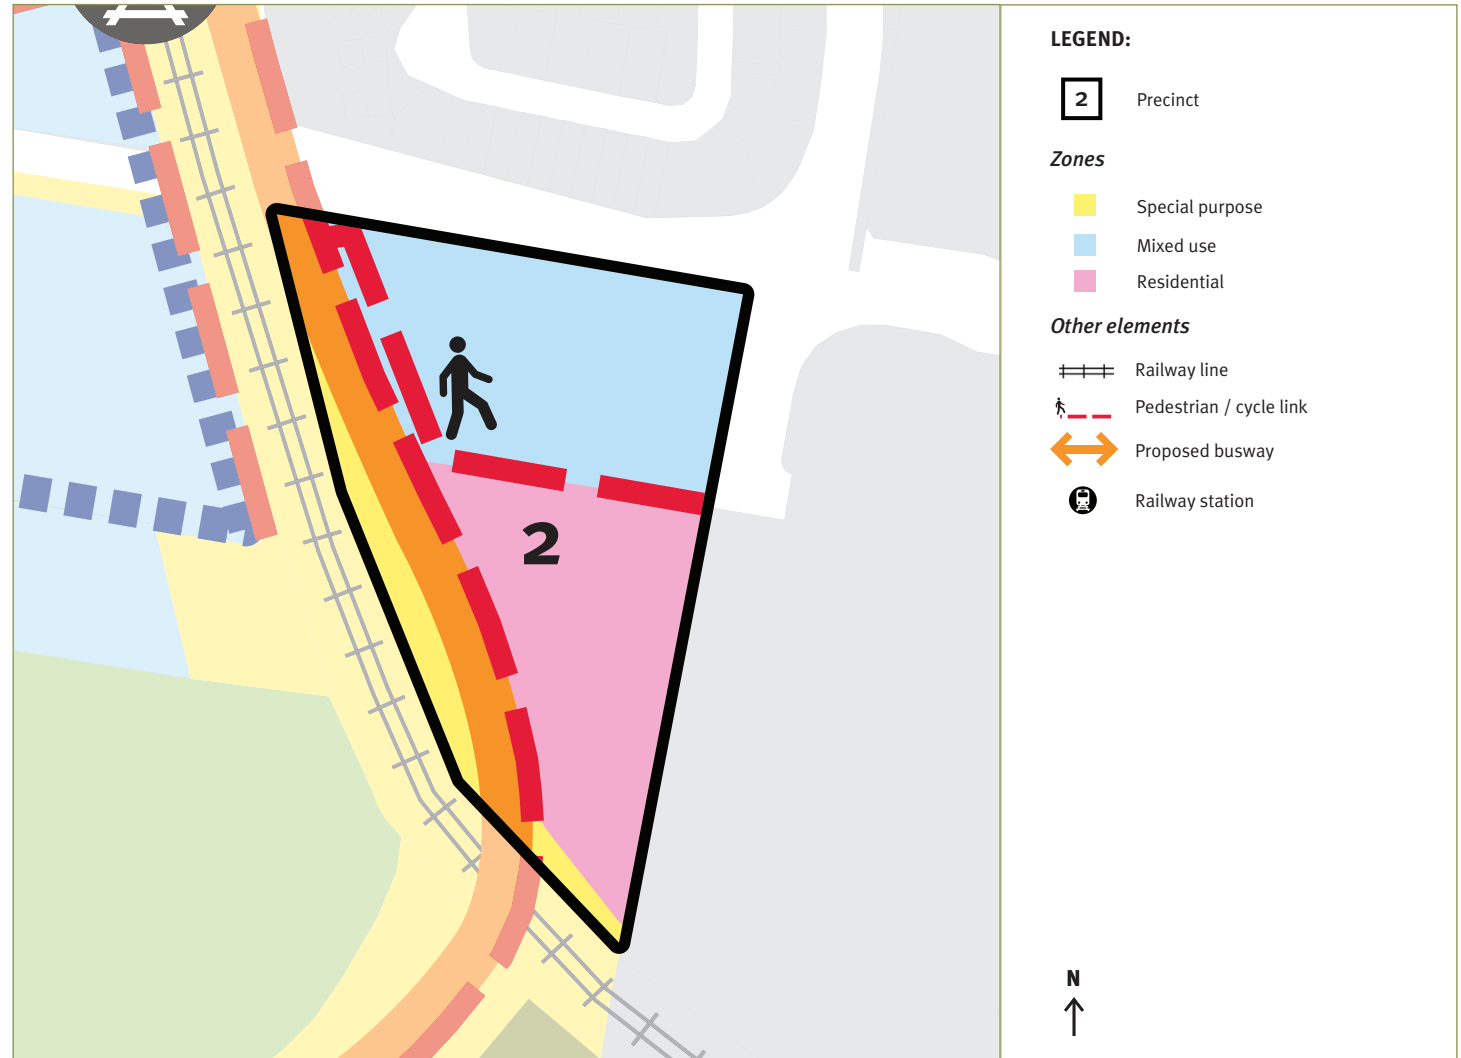 2
LEGEND:
2 Precinct
Zones
Special purpose
Mixed use
Residential
Other elements
Railway line
Pedestrian / cycle link
Proposed busway
Railway station
N